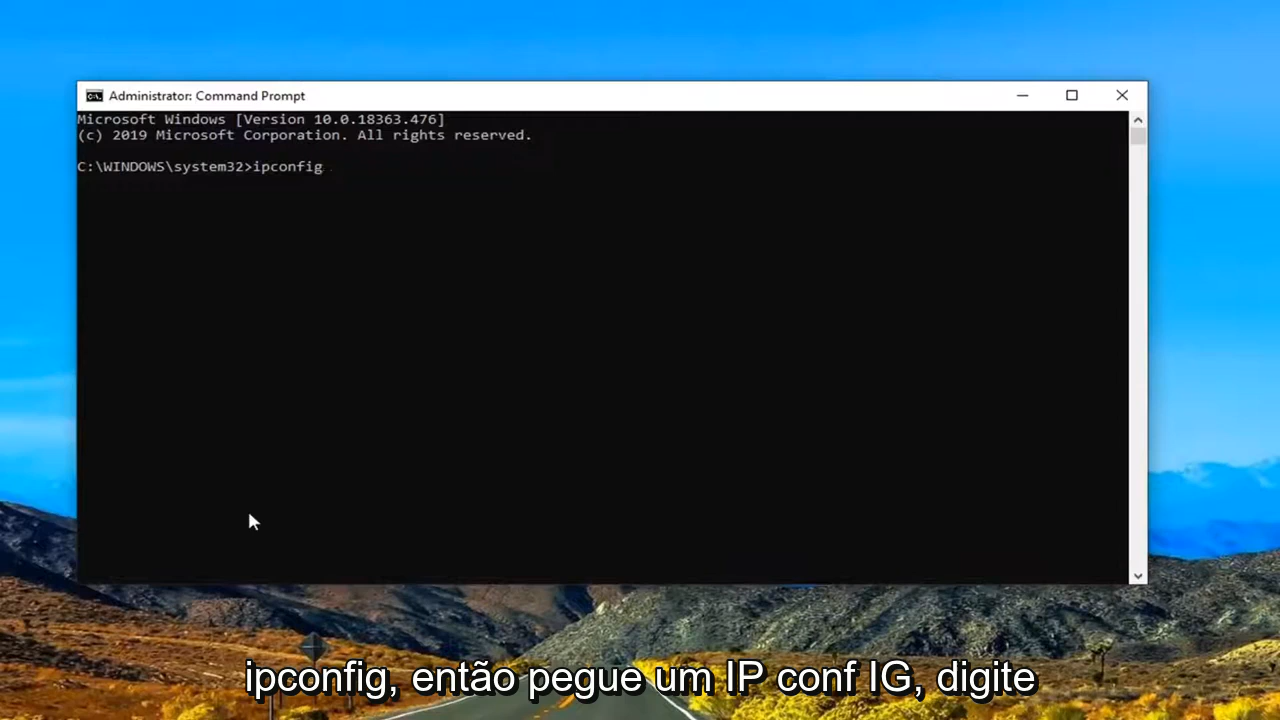 Administrator: Command Prompt
Microsoft Windows [Version 10.0.18363.476]
(c) 2019 Microsoft Corporation. All rights reserved.
C:\WINDOWS\system32>ipconfig
ipconfig, então pegue um IP conf IG, digite